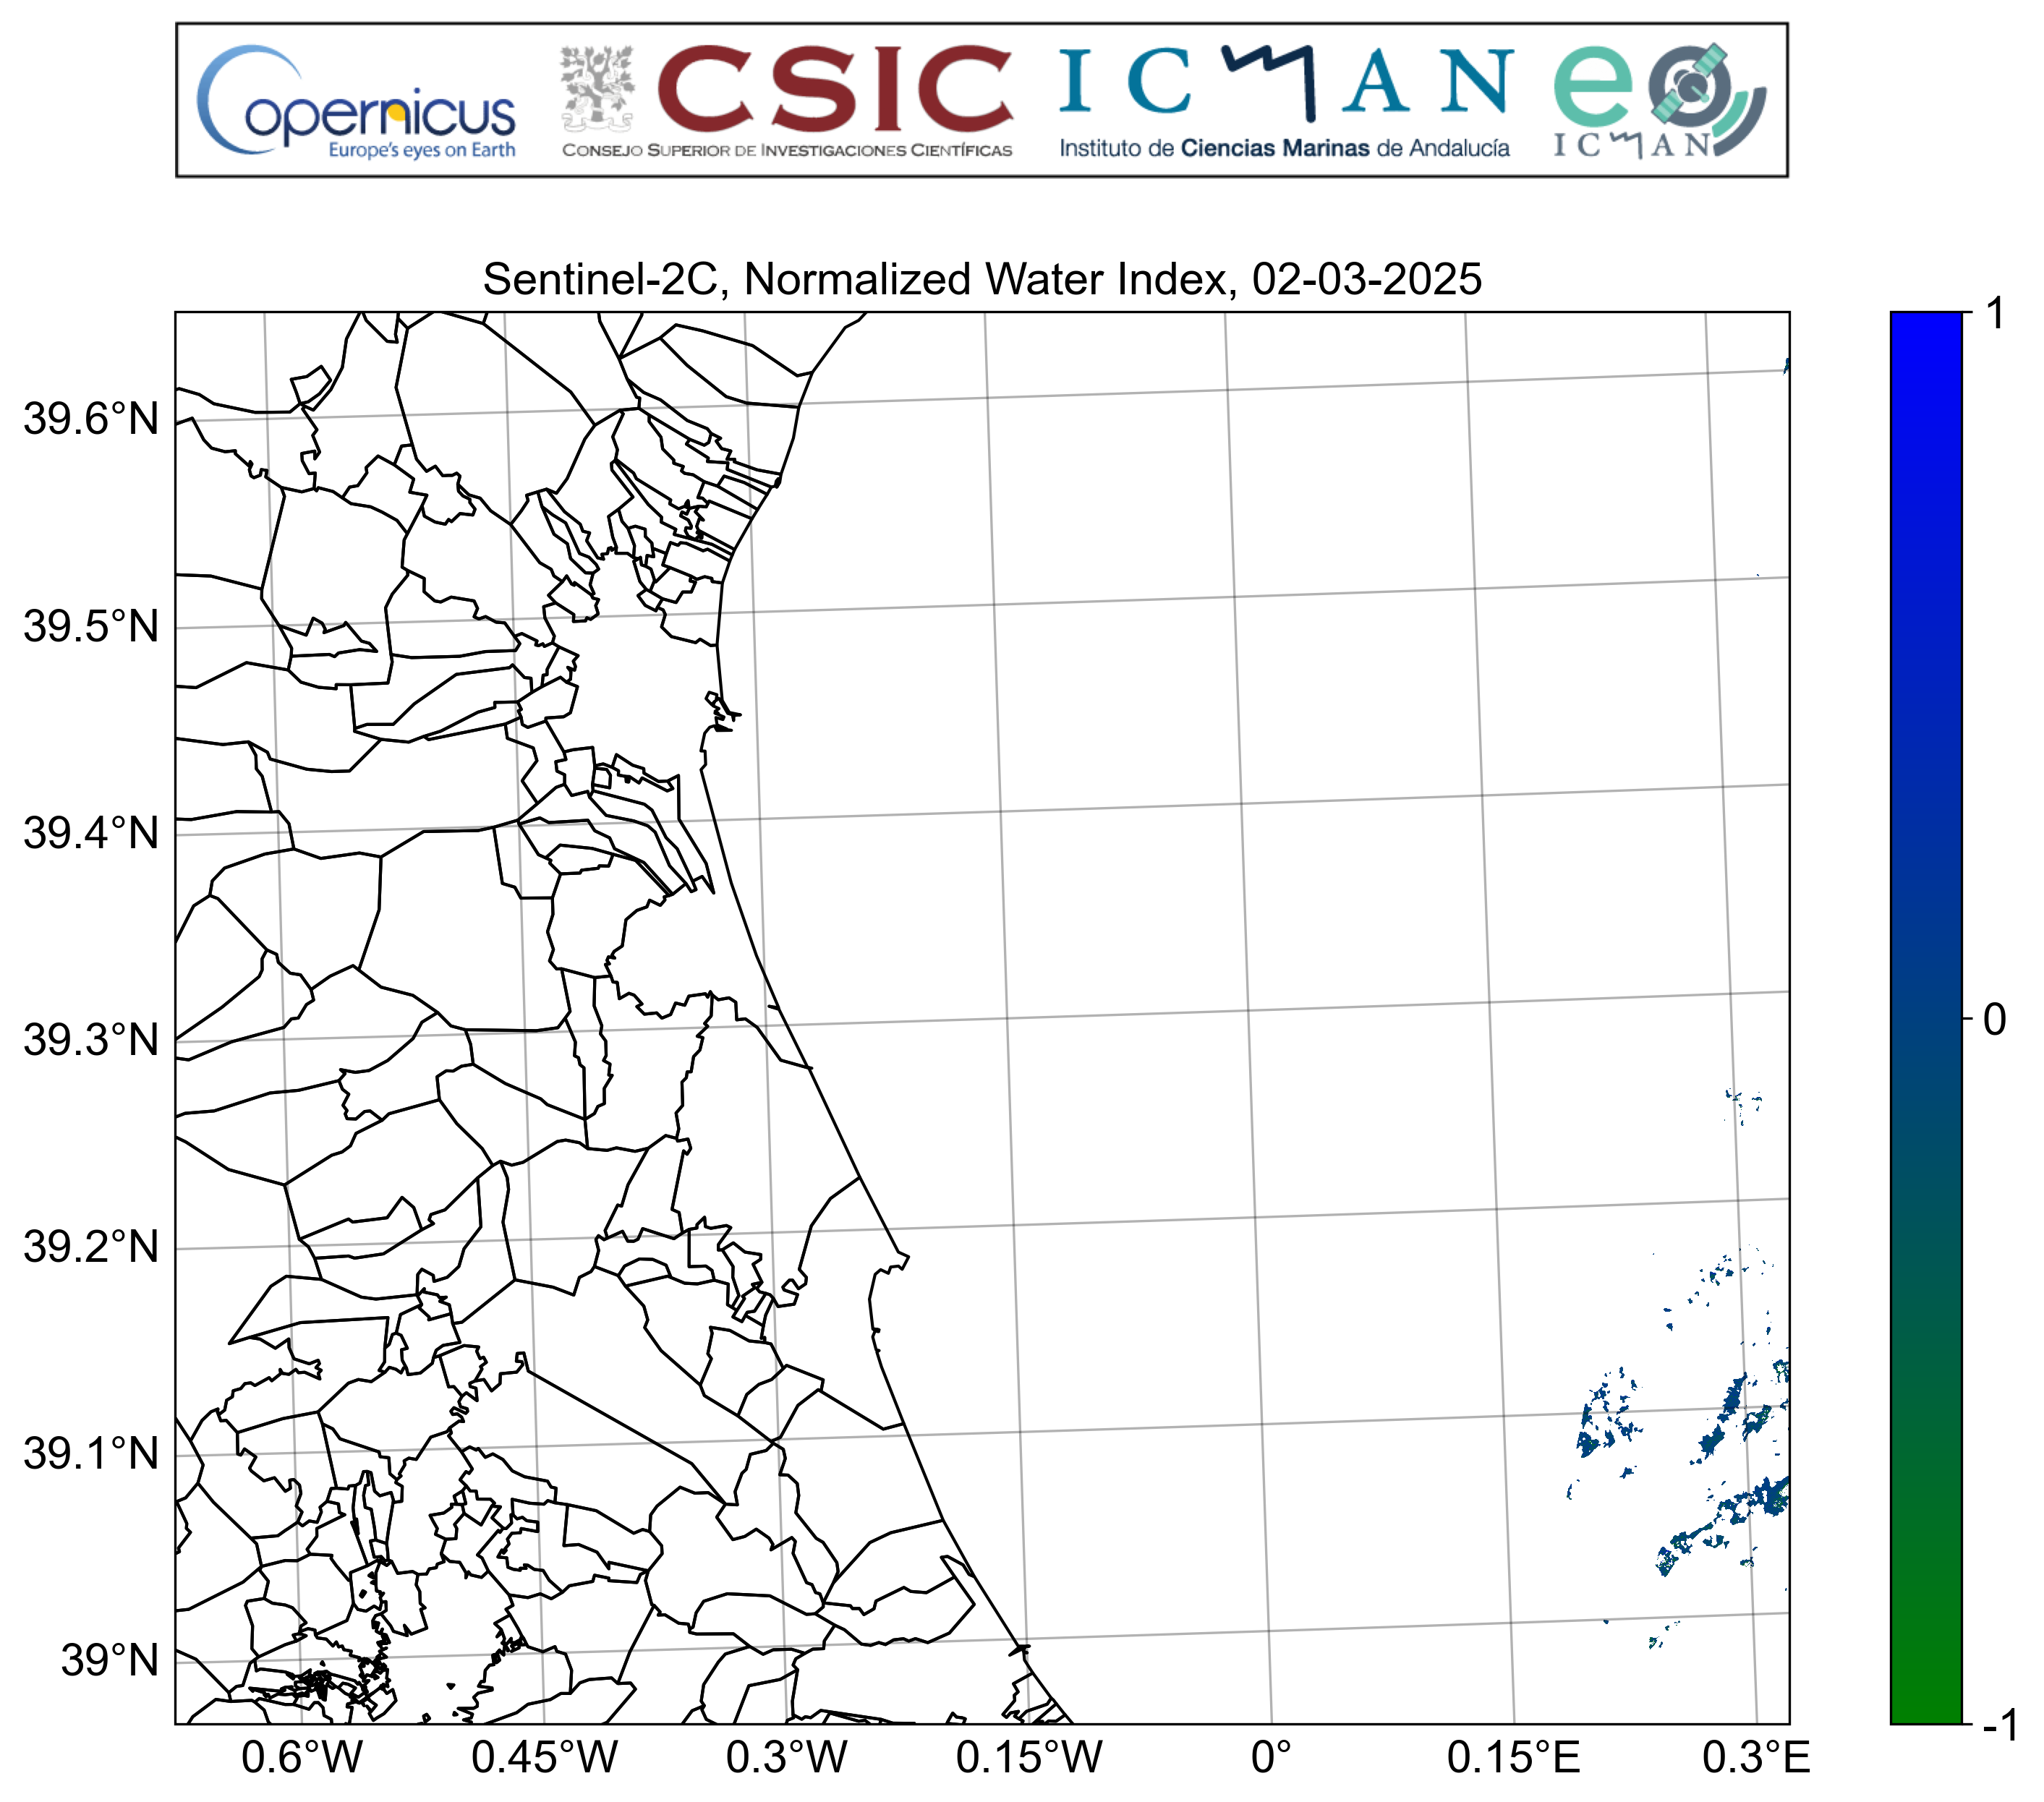 Copernicus
Europe's eyes on Earth
CSIC
CONSEJO SUPERIOR DE INVESTIGACIONES CIENTÍFICAS
ICMAN
Instituto de Ciencias Marinas de Andalucía
eo
ICMAN
Sentinel-2C, Normalized Water Index, 02-03-2025
39.6°N
39.5°N
39.4°N
39.3°N
39.2°N
39.1°N
39°N
0.6°W
0.45°W
0.3°W
0.15°W
0°
0.15°E
0.3°E
1
0
-1